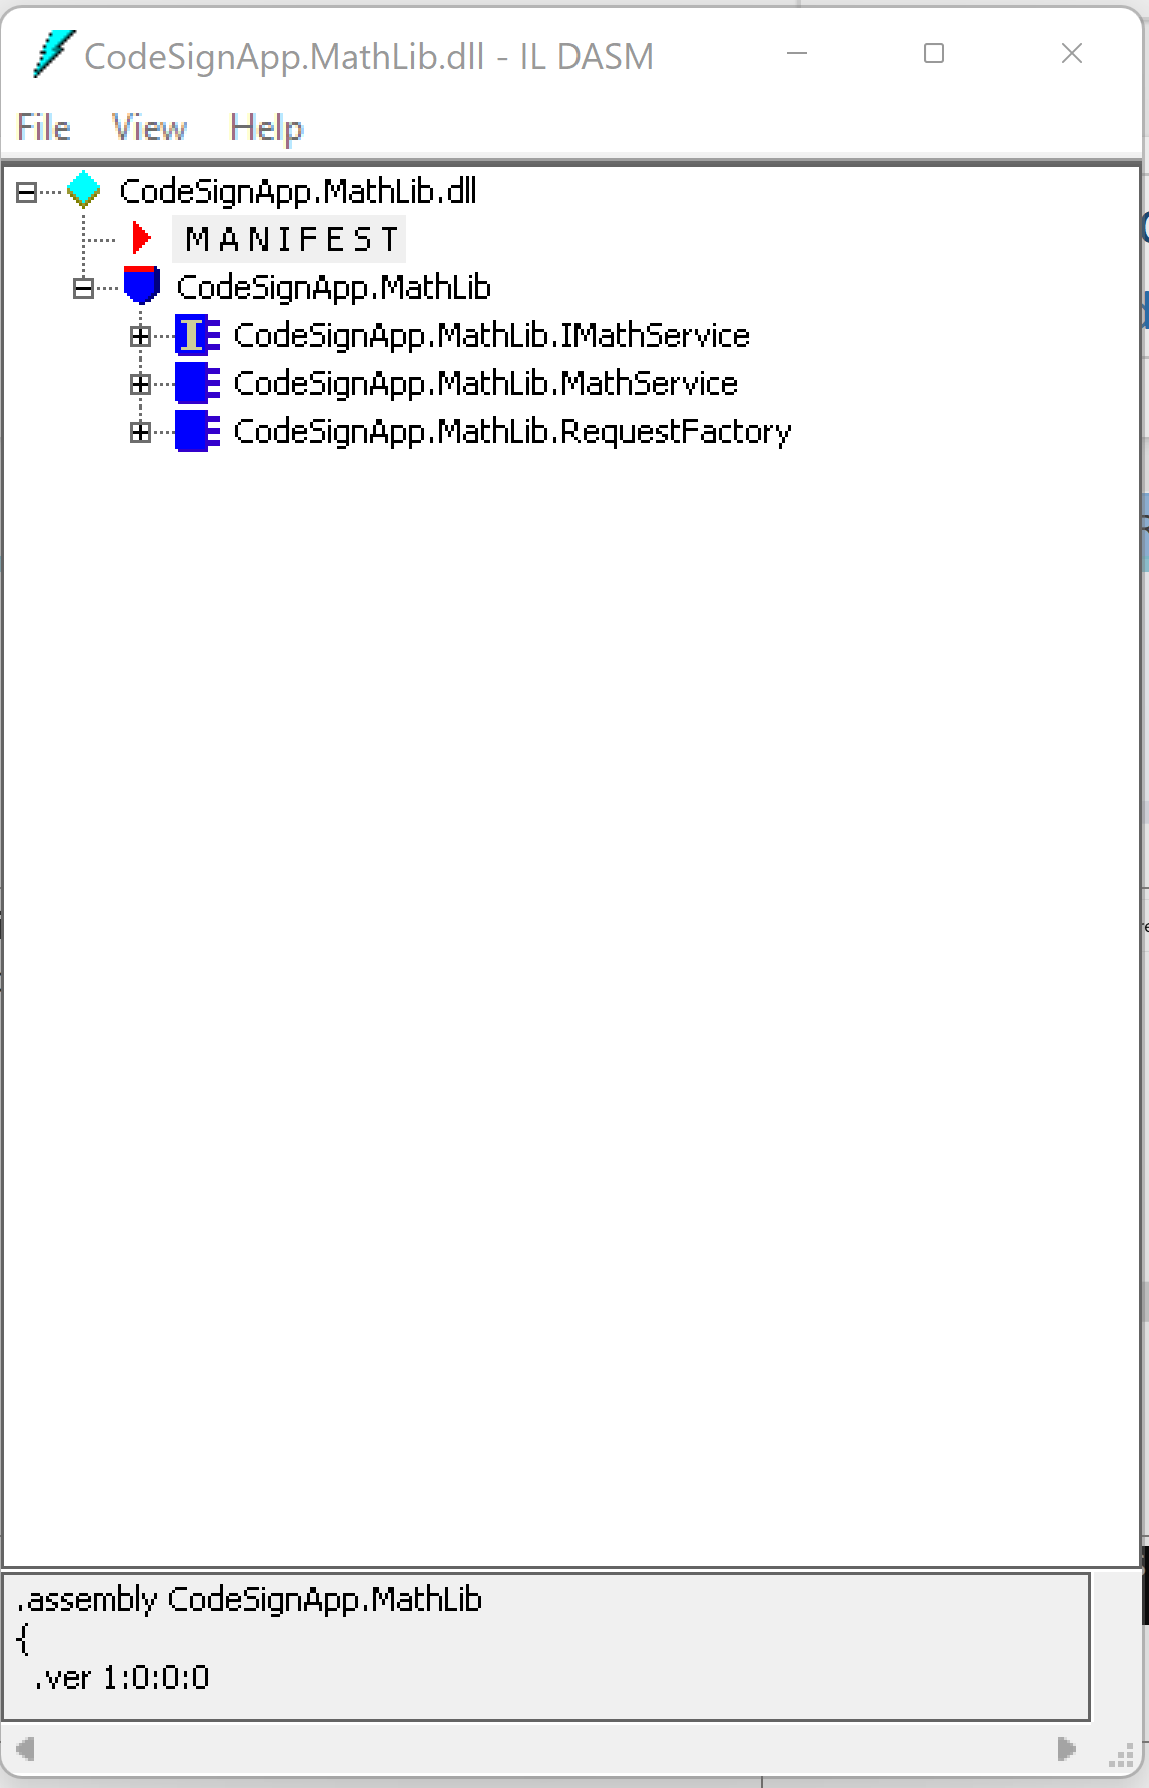 CodeSignApp.MathLib.dll - IL DASM
File View Help
CodeSignApp.MathLib.dll
M A N I F E S T
CodeSignApp.MathLib
CodeSignApp.MathLib.IMathService
CodeSignApp.MathLib.MathService
CodeSignApp.MathLib.RequestFactory
.assembly CodeSignApp.MathLib
{
.ver 1:0:0:0